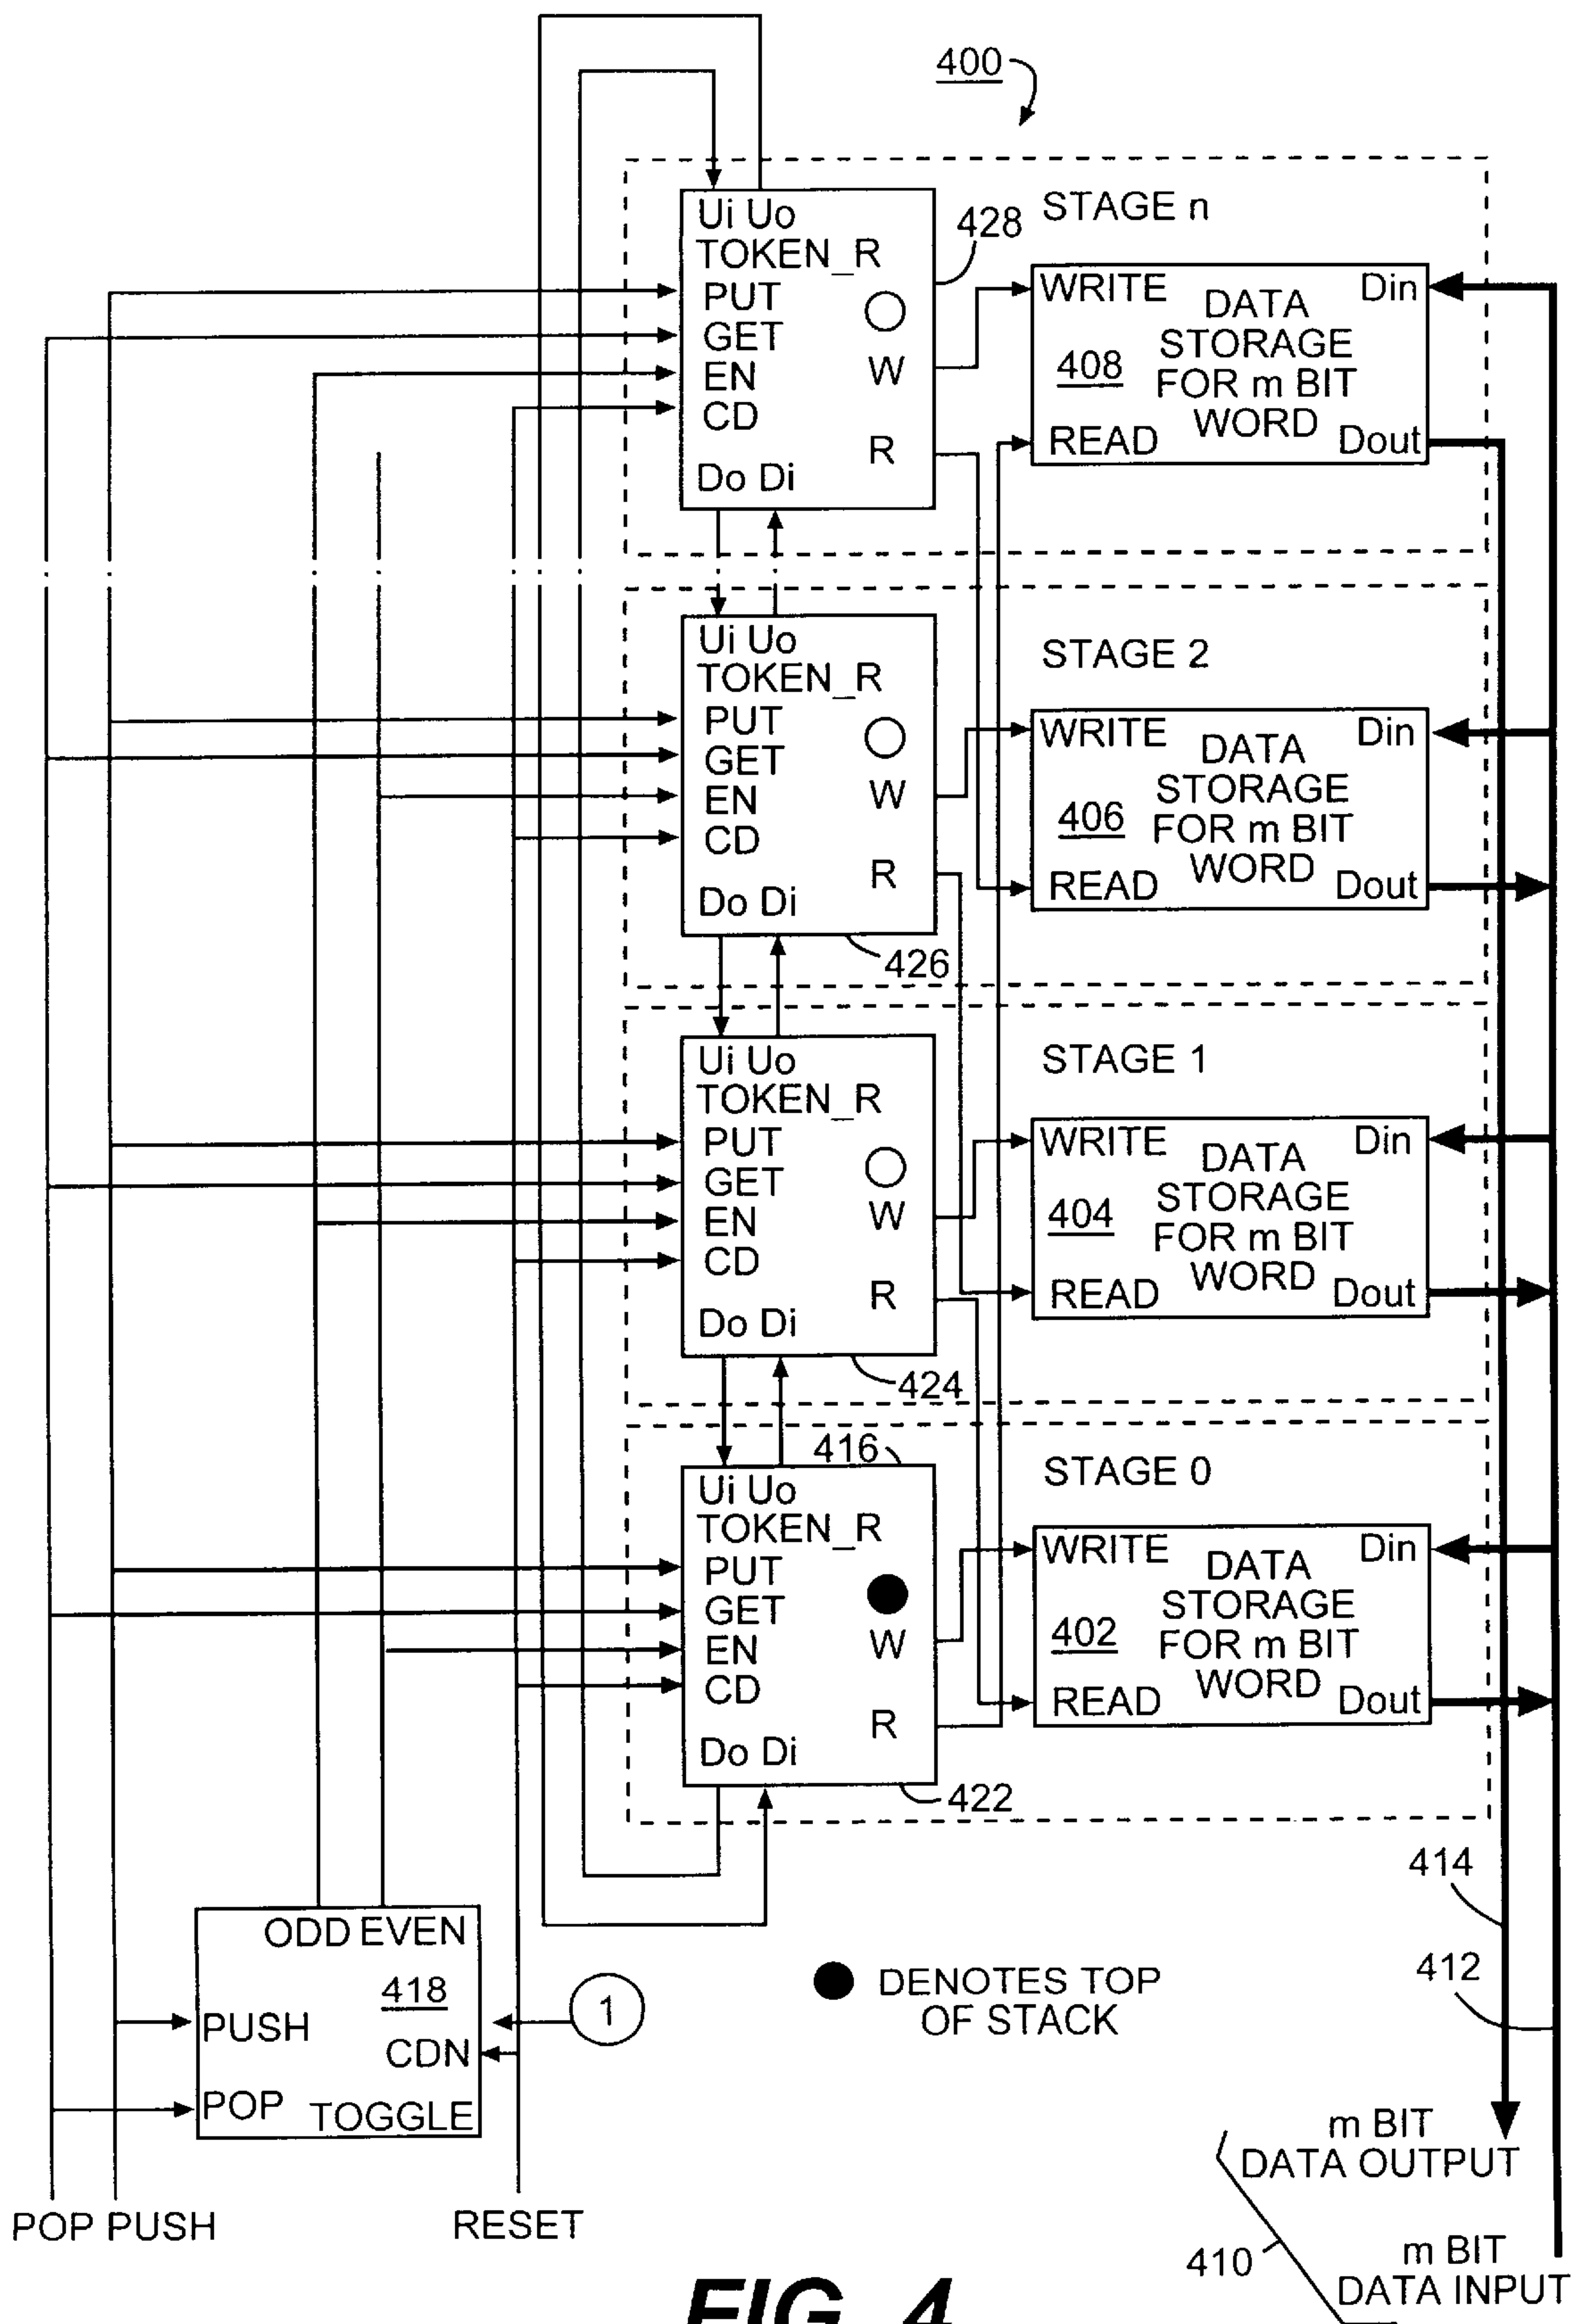 400
STAGE n
Ui Uo
TOKEN_R
428
PUT
GET
EN
CD
W
R
Do Di
WRITE
DATA
STORAGE
FOR m BIT
WORD
Din
408
READ
Dout
STAGE 2
Ui Uo
TOKEN_R
PUT
GET
EN
CD
W
R
Do Di
426
WRITE
DATA
STORAGE
FOR m BIT
WORD
Din
406
READ
Dout
STAGE 1
Ui Uo
TOKEN_R
PUT
GET
EN
CD
W
R
Do Di
424
WRITE
DATA
STORAGE
FOR m BIT
WORD
Din
404
READ
Dout
416
STAGE 0
Ui Uo
TOKEN_R
PUT
GET
EN
CD
W
R
Do Di
422
WRITE
DATA
STORAGE
FOR m BIT
WORD
Din
402
READ
Dout
ODD EVEN
418
PUSH
CDN
POP
TOGGLE
1
DENOTES TOP
OF STACK
414
412
m BIT
DATA OUTPUT
POP PUSH
RESET
410
m BIT
DATA INPUT
FIG. 4